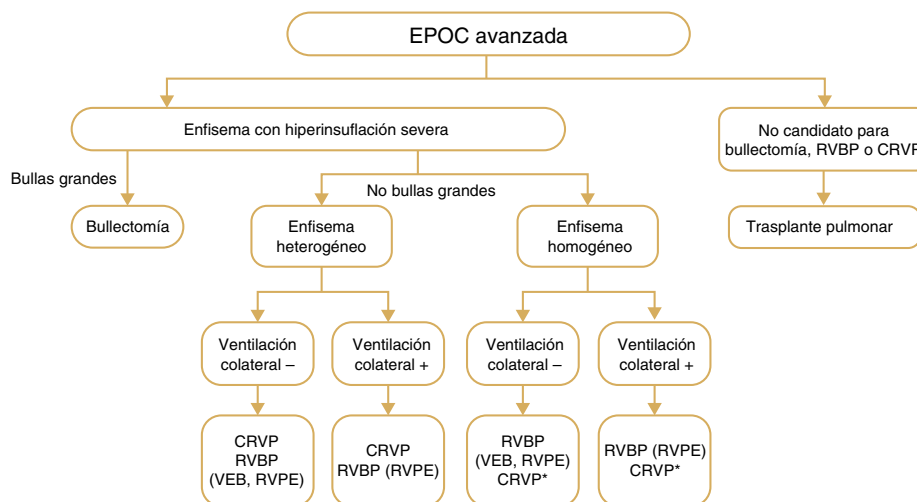 EPOC avanzada
Enfisema con hiperinsuflación severa
No candidato para
bullectomía, RVBP o CRVP
Bullas grandes
No bullas grandes
Bullectomía
Enfisema
heterogéneo
Enfisema
homogéneo
Trasplante pulmonar
Ventilación
colateral –
Ventilación
colateral +
Ventilación
colateral –
Ventilación
colateral +
CRVP
RVBP
(VEB, RVPE)
CRVP
RVBP (RVPE)
RVBP
(VEB, RVPE)
CRVP*
RVBP (RVPE)
CRVP*